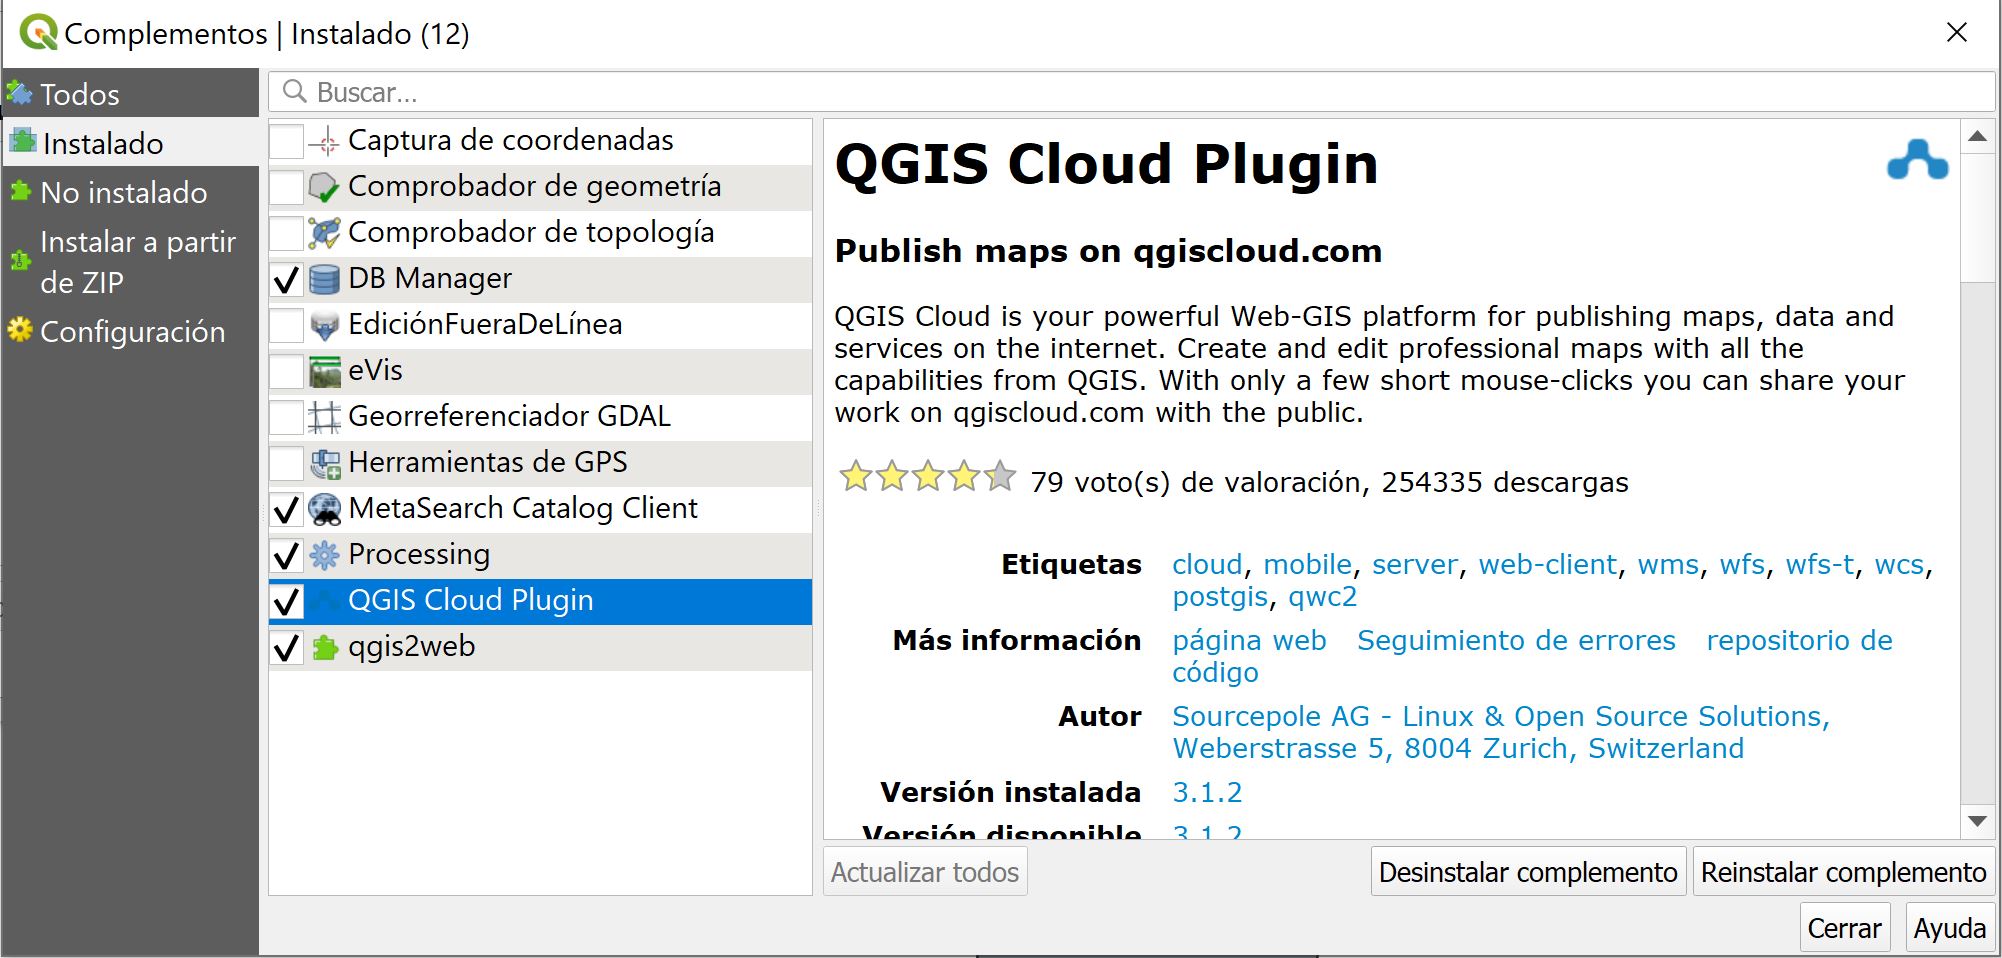 Complementos | Instalado (12)
Todos
Instalado
No instalado
Instalar a partir
de ZIP
Configuración
Buscar...
Captura de coordenadas
Comprobador de geometría
Comprobador de topología
DB Manager
EdiciónFueraDeLínea
eVis
Georreferenciador GDAL
Herramientas de GPS
MetaSearch Catalog Client
Processing
QGIS Cloud Plugin
qgis2web
QGIS Cloud Plugin
Publish maps on qgiscloud.com
QGIS Cloud is your powerful Web-GIS platform for publishing maps, data and
services on the internet. Create and edit professional maps with all the
capabilities from QGIS. With only a few short mouse-clicks you can share your
work on qgiscloud.com with the public.
79 voto(s) de valoración, 254335 descargas
Etiquetas cloud, mobile, server, web-client, wms, wfs, wfs-t, wcs,
postgis, qwc2
Más información página web Seguimiento de errores repositorio de
código
Autor Sourcepole AG - Linux & Open Source Solutions,
Weberstrasse 5, 8004 Zurich, Switzerland
Versión instalada 3.1.2
Versión disponible 3.1.2
Actualizar todos Desinstalar complemento Reinstalar complemento
Cerrar Ayuda